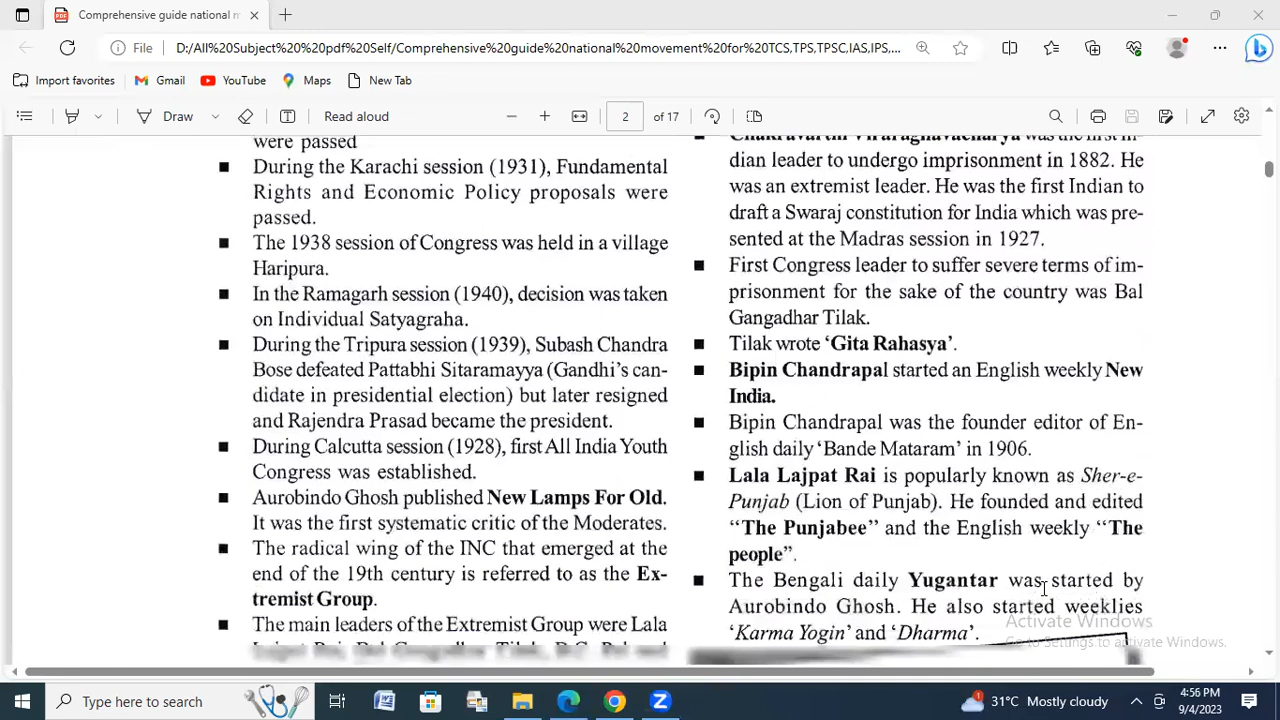 Comprehensive guide national m
File
D:/All%20Subject%20%20pdf%20Self/Comprehensive%20guide%20national%20movement%20for%20TCS,TPS,TPSC,IAS,IPS,...
Import favorites
Gmail
YouTube
Maps
New Tab
Draw
Read aloud
2
of 17
were passed
During the Karachi session (1931), Fundamental
Rights and Economic Policy proposals were
passed.
The 1938 session of Congress was held in a village
Haripura.
In the Ramagarh session (1940), decision was taken
on Individual Satyagraha.
During the Tripura session (1939), Subash Chandra
Bose defeated Pattabhi Sitaramayya (Gandhi's can-
didate in presidential election) but later resigned
and Rajendra Prasad became the president.
During Calcutta session (1928), first All India Youth
Congress was established.
Aurobindo Ghosh published New Lamps For Old.
It was the first systematic critic of the Moderates.
The radical wing of the INC that emerged at the
end of the 19th century is referred to as the Ex-
tremist Group.
The main leaders of the Extremist Group were Lala
Chakravarthi Viraraghavacharya was the first In-
dian leader to undergo imprisonment in 1882. He
was an extremist leader. He was the first Indian to
draft a Swaraj constitution for India which was pre-
sented at the Madras session in 1927.
First Congress leader to suffer severe terms of im-
prisonment for the sake of the country was Bal
Gangadhar Tilak.
Tilak wrote 'Gita Rahasya'.
Bipin Chandrapal started an English weekly New
India.
Bipin Chandrapal was the founder editor of En-
glish daily 'Bande Mataram' in 1906.
Lala Lajpat Rai is popularly known as Sher-e-
Punjab (Lion of Punjab). He founded and edited
"The Punjabee" and the English weekly "The
people".
The Bengali daily Yugantar was started by
Aurobindo Ghosh. He also started weeklies
'Karma Yogin' and 'Dharma'.
Activate Windows
Go to Settings to activate Windows.
Type here to search
31°C Mostly cloudy
4:56 PM
9/4/2023